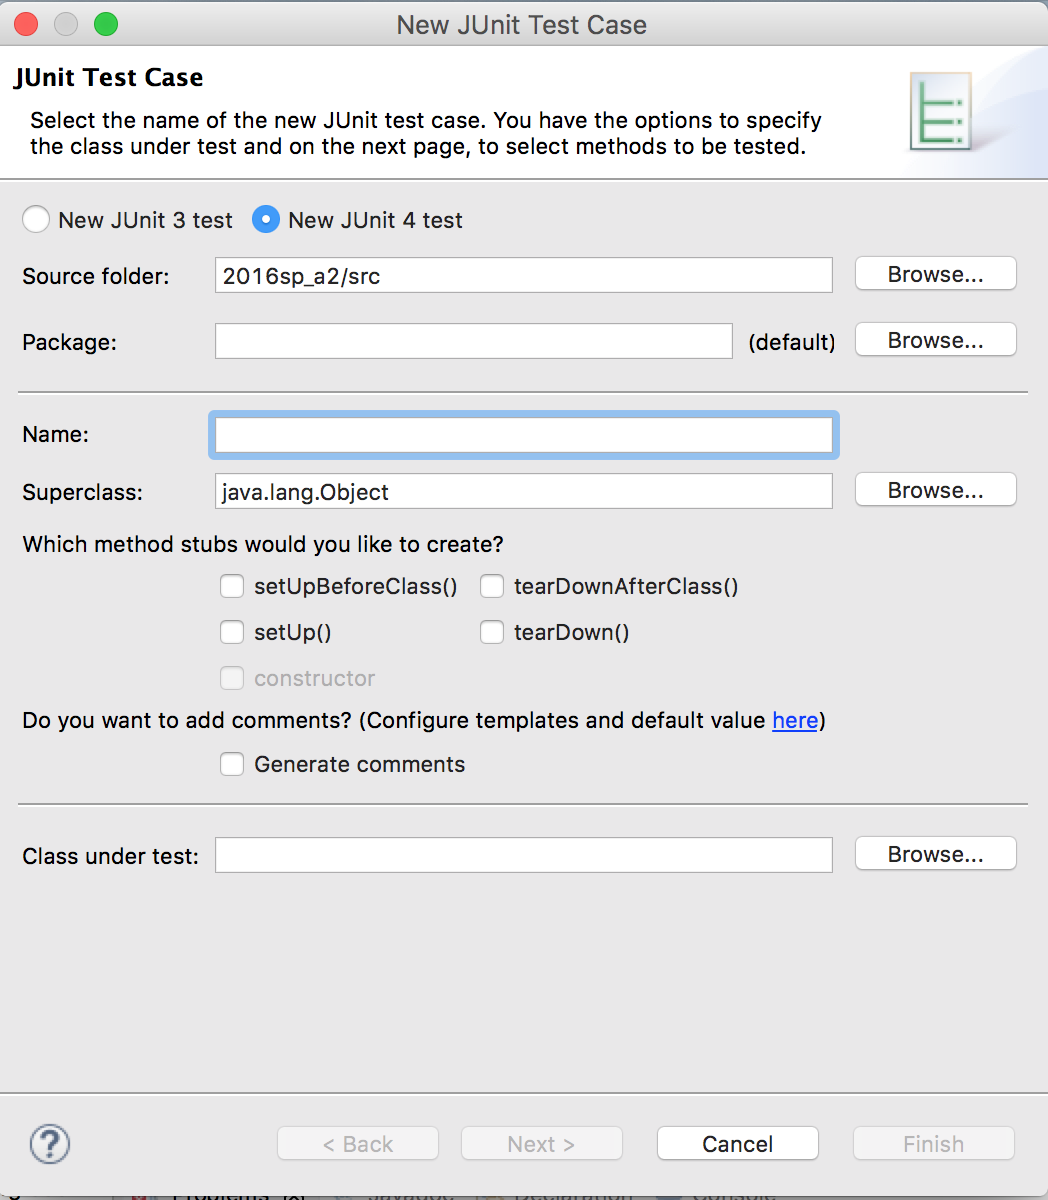 New JUnit Test Case
JUnit Test Case
Select the name of the new JUnit test case. You have the options to specify
the class under test and on the next page, to select methods to be tested.
New JUnit 3 test New JUnit 4 test
Source folder: 2016sp_a2/src Browse...
Package: (default) Browse...
Name:
Superclass: java.lang.Object Browse...
Which method stubs would you like to create?
setUpBeforeClass() tearDownAfterClass()
setUp() tearDown()
constructor
Do you want to add comments? (Configure templates and default value here)
Generate comments
Class under test: Browse...
? < Back Next > Cancel Finish
Problems Javadoc Declaration Console